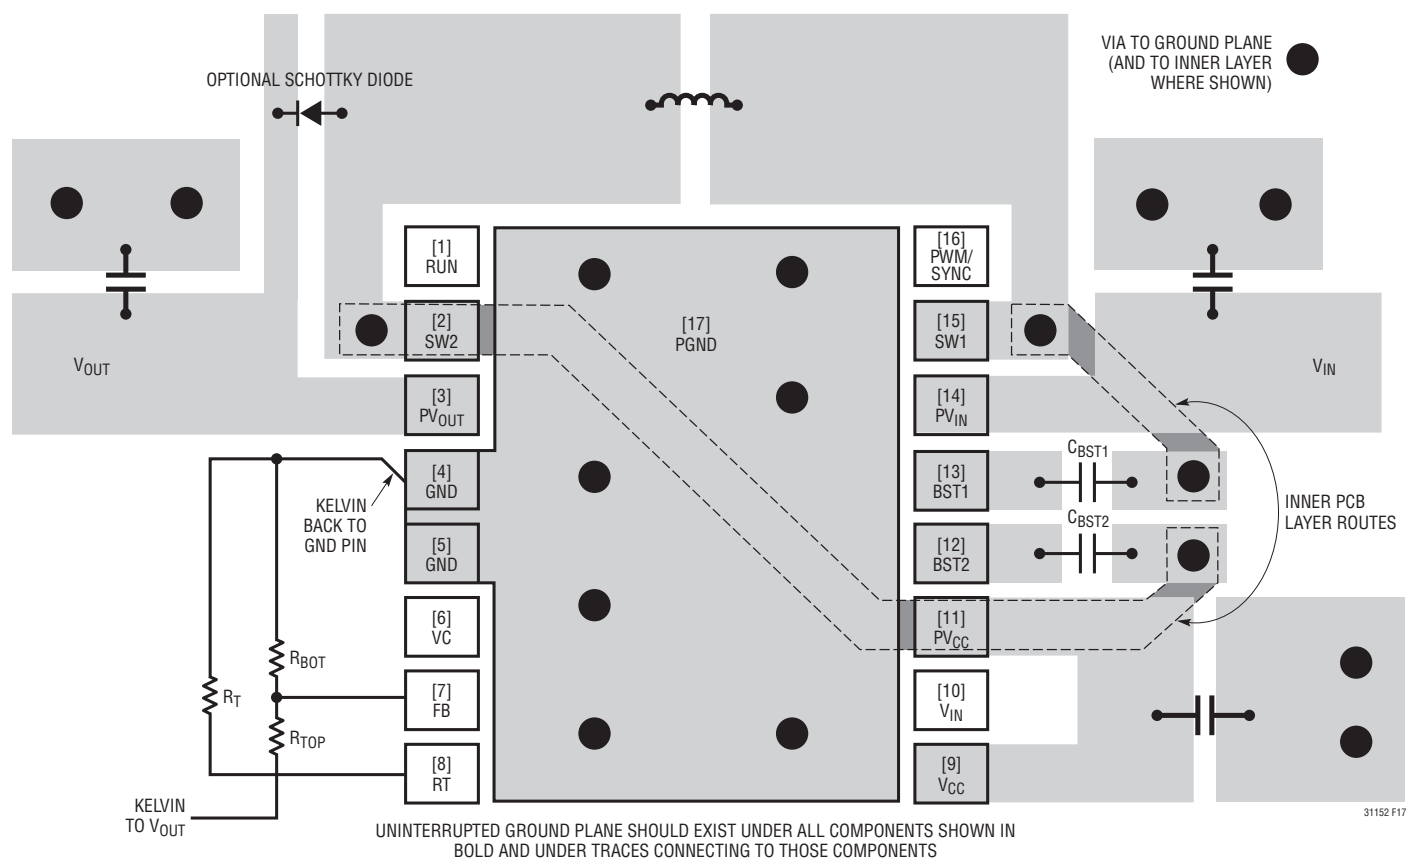 VIA TO GROUND PLANE
(AND TO INNER LAYER
WHERE SHOWN)
OPTIONAL SCHOTTKY DIODE
[1]
RUN
[16]
PWM/
SYNC
[2]
SW2
[17]
PGND
[15]
SW1
VOUT
VIN
[3]
PVOUT
[14]
PVIN
[4]
GND
[13]
BST1
CBST1
KELVIN
BACK TO
GND PIN
INNER PCB
LAYER ROUTES
[5]
GND
[12]
BST2
CBST2
[6]
VC
[11]
PVCC
RBOT
RT
[7]
FB
[10]
VIN
RTOP
[8]
RT
[9]
VCC
KELVIN
TO VOUT
31152 F17
UNINTERRUPTED GROUND PLANE SHOULD EXIST UNDER ALL COMPONENTS SHOWN IN
BOLD AND UNDER TRACES CONNECTING TO THOSE COMPONENTS